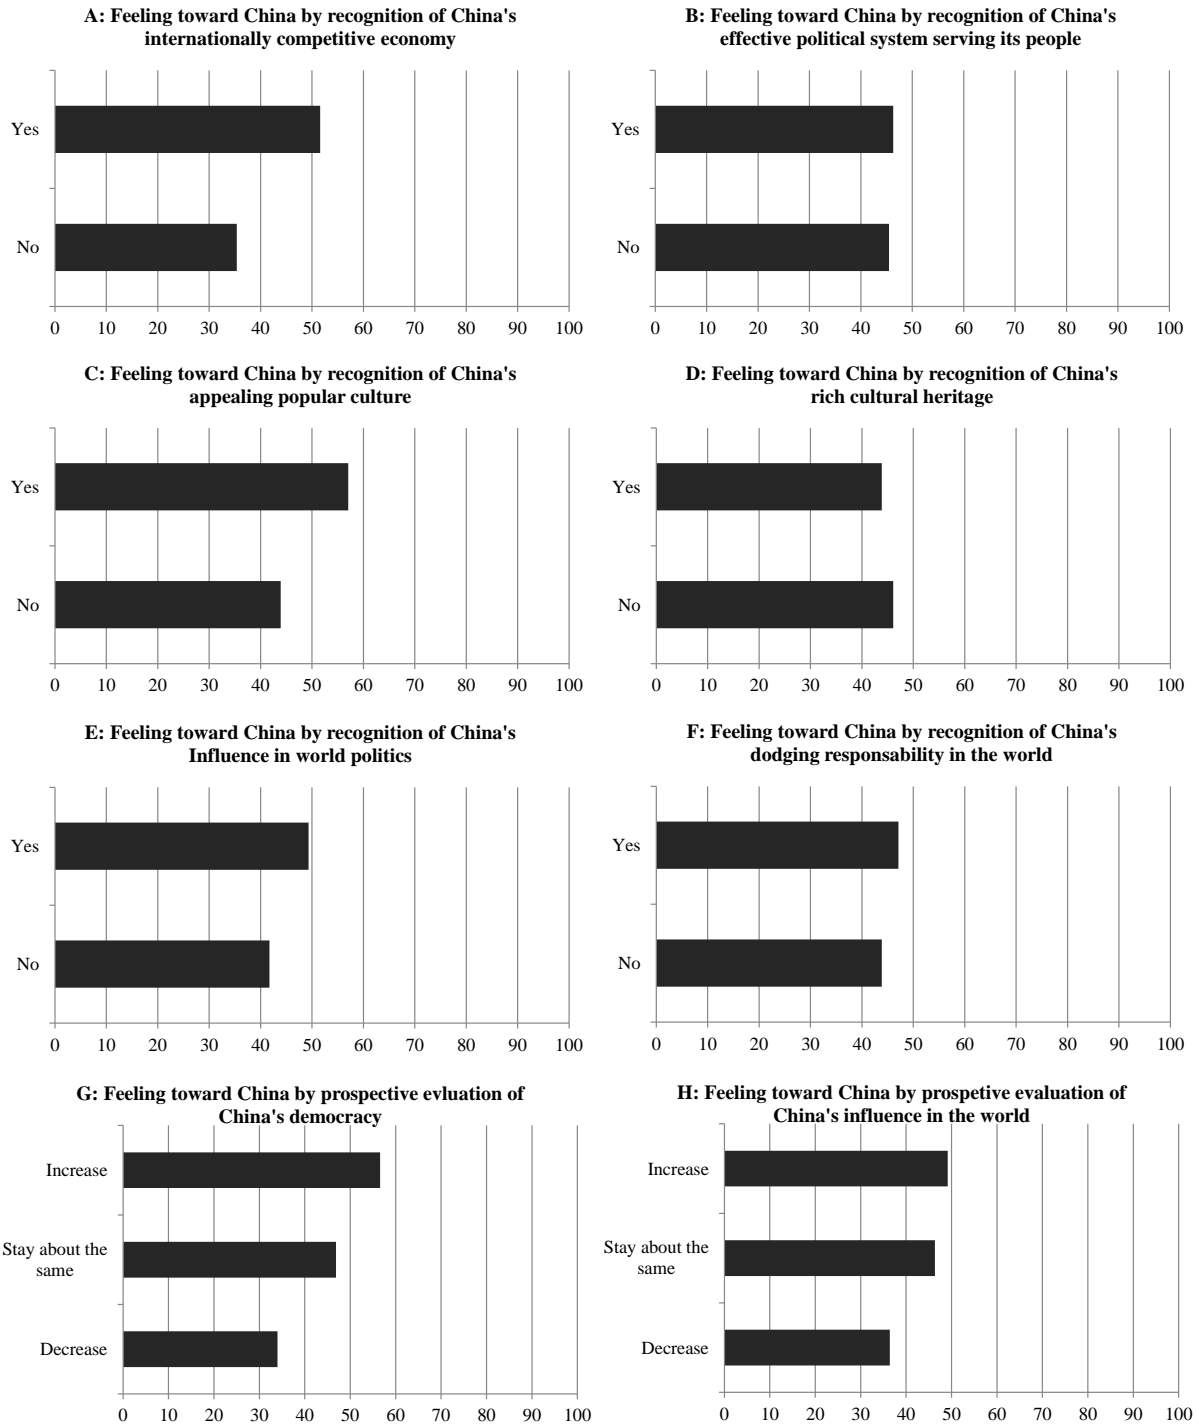 A: Feeling toward China by recognition of China's
internationally competitive economy
Yes
No
0 10 20 30 40 50 60 70 80 90 100
B: Feeling toward China by recognition of China's
effective political system serving its people
Yes
No
0 10 20 30 40 50 60 70 80 90 100
C: Feeling toward China by recognition of China's
appealing popular culture
Yes
No
0 10 20 30 40 50 60 70 80 90 100
D: Feeling toward China by recognition of China's
rich cultural heritage
Yes
No
0 10 20 30 40 50 60 70 80 90 100
E: Feeling toward China by recognition of China's
Influence in world politics
Yes
No
0 10 20 30 40 50 60 70 80 90 100
F: Feeling toward China by recognition of China's
dodging responsability in the world
Yes
No
0 10 20 30 40 50 60 70 80 90 100
G: Feeling toward China by prospective evluation of
China's democracy
Increase
Stay about the
same
Decrease
0 10 20 30 40 50 60 70 80 90 100
H: Feeling toward China by prospetive evaluation of
China's influence in the world
Increase
Stay about the
same
Decrease
0 10 20 30 40 50 60 70 80 90 100